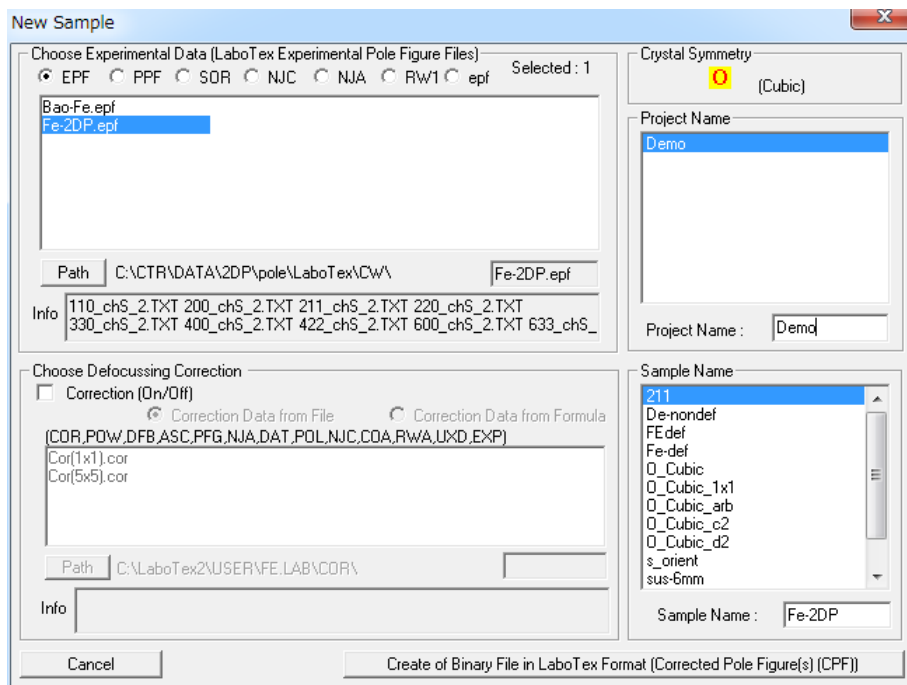 New Sample
Choose Experimental Data (LaboTex Experimental Pole Figure Files)
EPF PPF SOR NJC NJA RW1 epf Selected : 1
Bao-Fe.epf
Fe-2DP.epf
Path C:\CTR\DATA\2DP\pole\LaboTex\CW\ Fe-2DP.epf
Info 110_chS_2.TXT 200_chS_2.TXT 211_chS_2.TXT 220_chS_2.TXT
330_chS_2.TXT 400_chS_2.TXT 422_chS_2.TXT 600_chS_2.TXT 633_chS_
Choose Defocussing Correction
Correction (On/Off)
Correction Data from File Correction Data from Formula
(COR,POW,DFB,ASC,PFG,NJA,DAT,POL,NJC,COA,RWA,UXD,EXP)
Cor(1x1).cor
Cor(5x5).cor
Path C:\LaboTex2\USER\FE.LAB\COR\
Info
Cancel
Crystal Symmetry
O (Cubic)
Project Name
Demo
Project Name : Demo
Sample Name
211
De-nondef
FEdef
Fe-def
O_Cubic
O_Cubic_1x1
O_Cubic_arb
O_Cubic_c2
O_Cubic_d2
s_orient
sus-6mm
Sample Name : Fe-2DP
Create of Binary File in LaboTex Format (Corrected Pole Figure(s) (CPF))